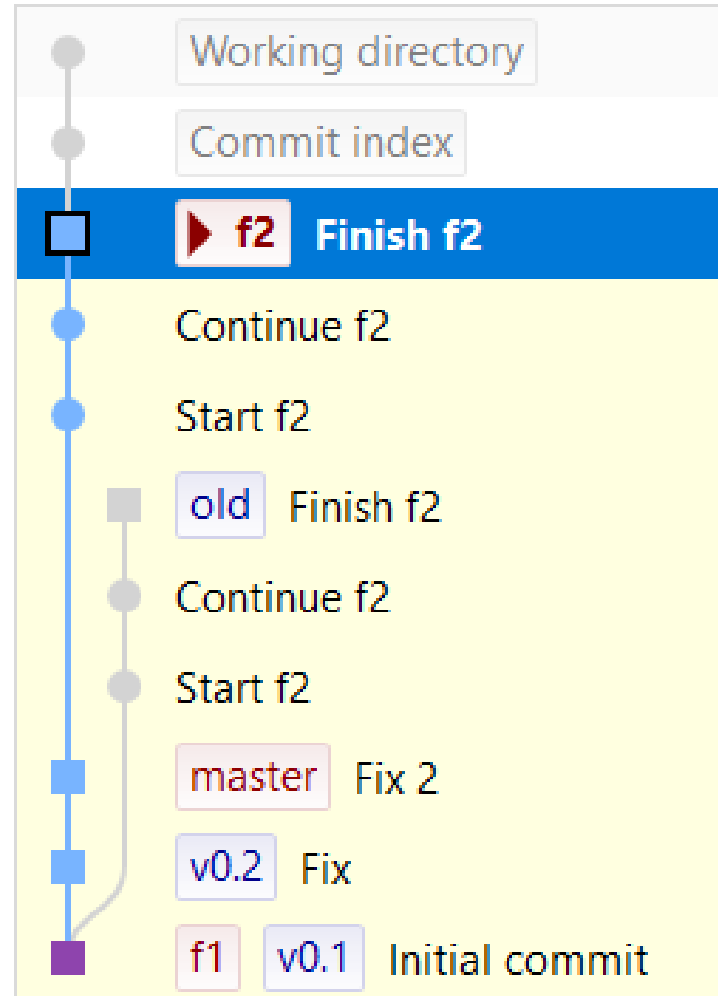 Working directory
Commit index
f2 Finish f2
Continue f2
Start f2
old Finish f2
Continue f2
Start f2
master Fix 2
v0.2 Fix
f1 v0.1 Initial commit